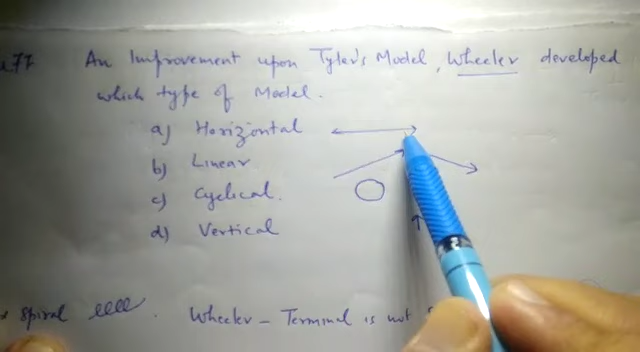 77 An Improvement upon Tyler's Model, Wheeler developed
which type of Model.
a) Horizontal
b) Linear
c) Cyclical.
d) Vertical
Spiral eeee. Wheeler - Terminal is not